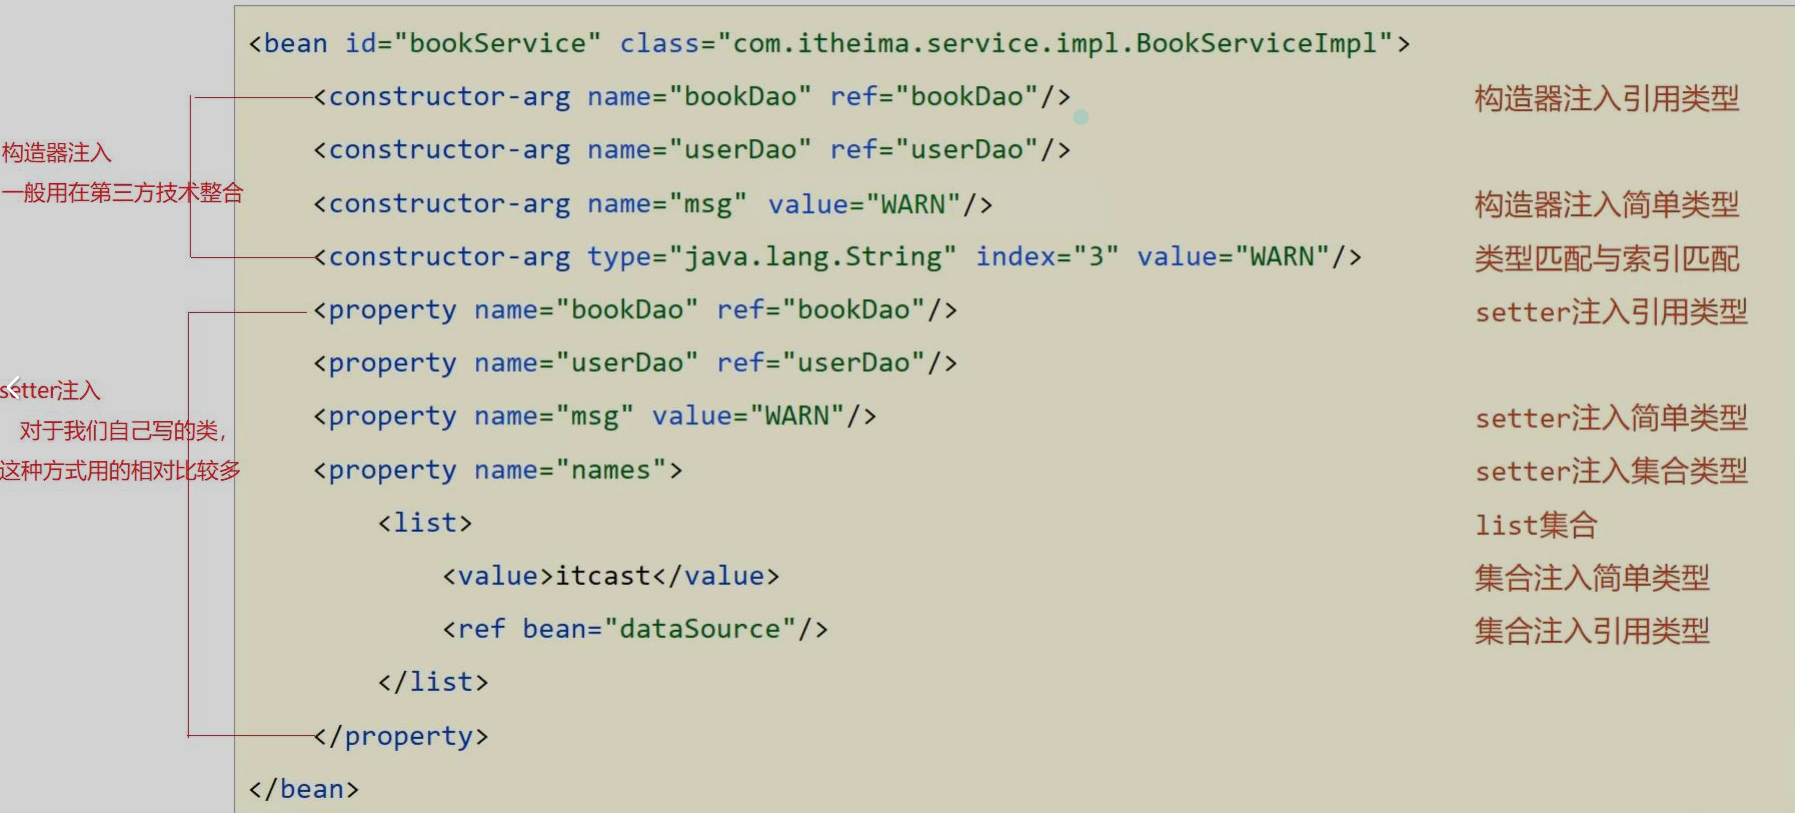 <bean id="bookService" class="com.itheima.service.impl.BookServiceImpl">
<constructor-arg name="bookDao" ref="bookDao"/> 构造器注入引用类型
<constructor-arg name="userDao" ref="userDao"/>
<constructor-arg name="msg" value="WARN"/> 构造器注入简单类型
<constructor-arg type="java.lang.String" index="3" value="WARN"/> 类型匹配与索引匹配
<property name="bookDao" ref="bookDao"/> setter注入引用类型
<property name="userDao" ref="userDao"/>
<property name="msg" value="WARN"/> setter注入简单类型
<property name="names"> setter注入集合类型
<list> list集合
<value>itcast</value> 集合注入简单类型
<ref bean="dataSource"/> 集合注入引用类型
</list>
</property>
</bean>
构造器注入
一般用在第三方技术整合
setter注入
对于我们自己写的类，
这种方式用的相对比较多